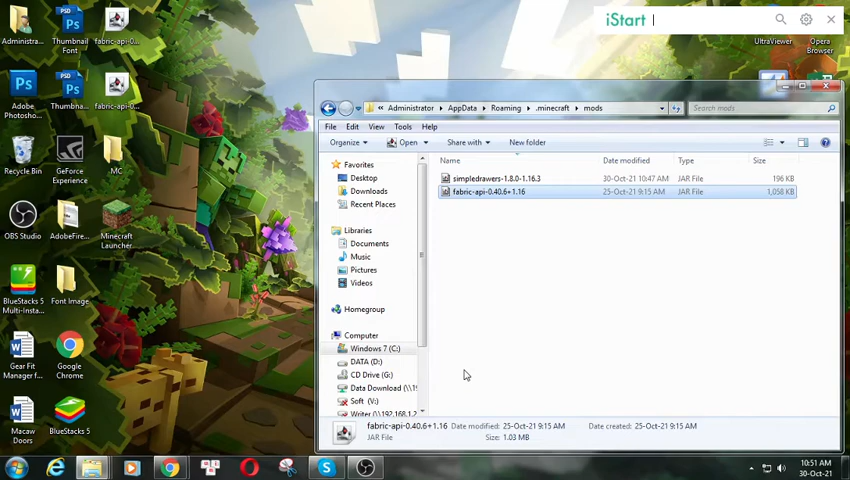 iStart
Administra...
Thumbnail
Font
fabric-api-0...
UltraViewer
Opera
Browser
Adobe
Photosho...
Thumbna...
fabric-api-0...
« Administrator ▸ AppData ▸ Roaming ▸ .minecraft ▸ mods
Search mods
File Edit View Tools Help
Organize Open Share with New folder
Name Date modified Type Size
simpledrawers-1.8.0-1.16.3 30-Oct-21 10:47 AM JAR File 196 KB
fabric-api-0.40.6+1.16 25-Oct-21 9:15 AM JAR File 1,058 KB
Favorites
Desktop
Downloads
Recent Places
Libraries
Documents
Music
Pictures
Videos
Homegroup
Computer
Windows 7 (C:)
DATA (D:)
CD Drive (G:)
Data Download (\\19
Soft (V:)
Writer (\\192.168.1.2
Recycle Bin
GeForce
Experience
MC
OBS Studio
AdobeFire...
Minecraft
Launcher...
BlueStacks 5
Multi-Insta...
Font Image
Gear Fit
Manager f...
Google
Chrome
Macaw
Doors
BlueStacks 5
fabric-api-0.40.6+1.16 Date modified: 25-Oct-21 9:15 AM Date created: 25-Oct-21 9:15 AM
JAR File Size: 1.03 MB
10:51 AM
30-Oct-21